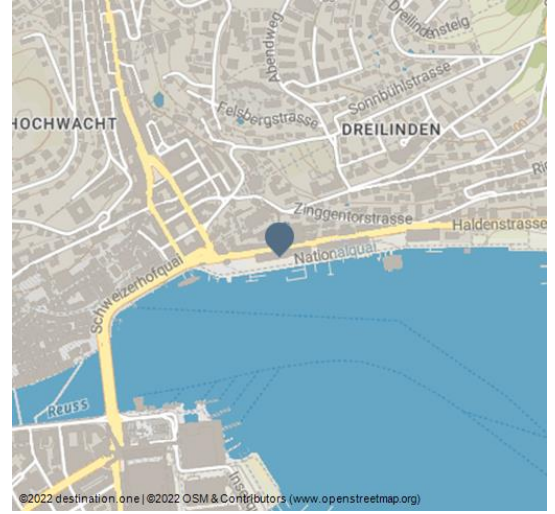 Dreilindensteig
Abendweg
Sonnbühlstrasse
Felsbergstrasse
HOCHWACHT
DREILINDEN
Zinggentorstrasse
Haldenstrasse
Nationalquai
Schweizerhofquai
Reuss
©2022 destination.one | ©2022 OSM & Contributors (www.openstreetmap.org)